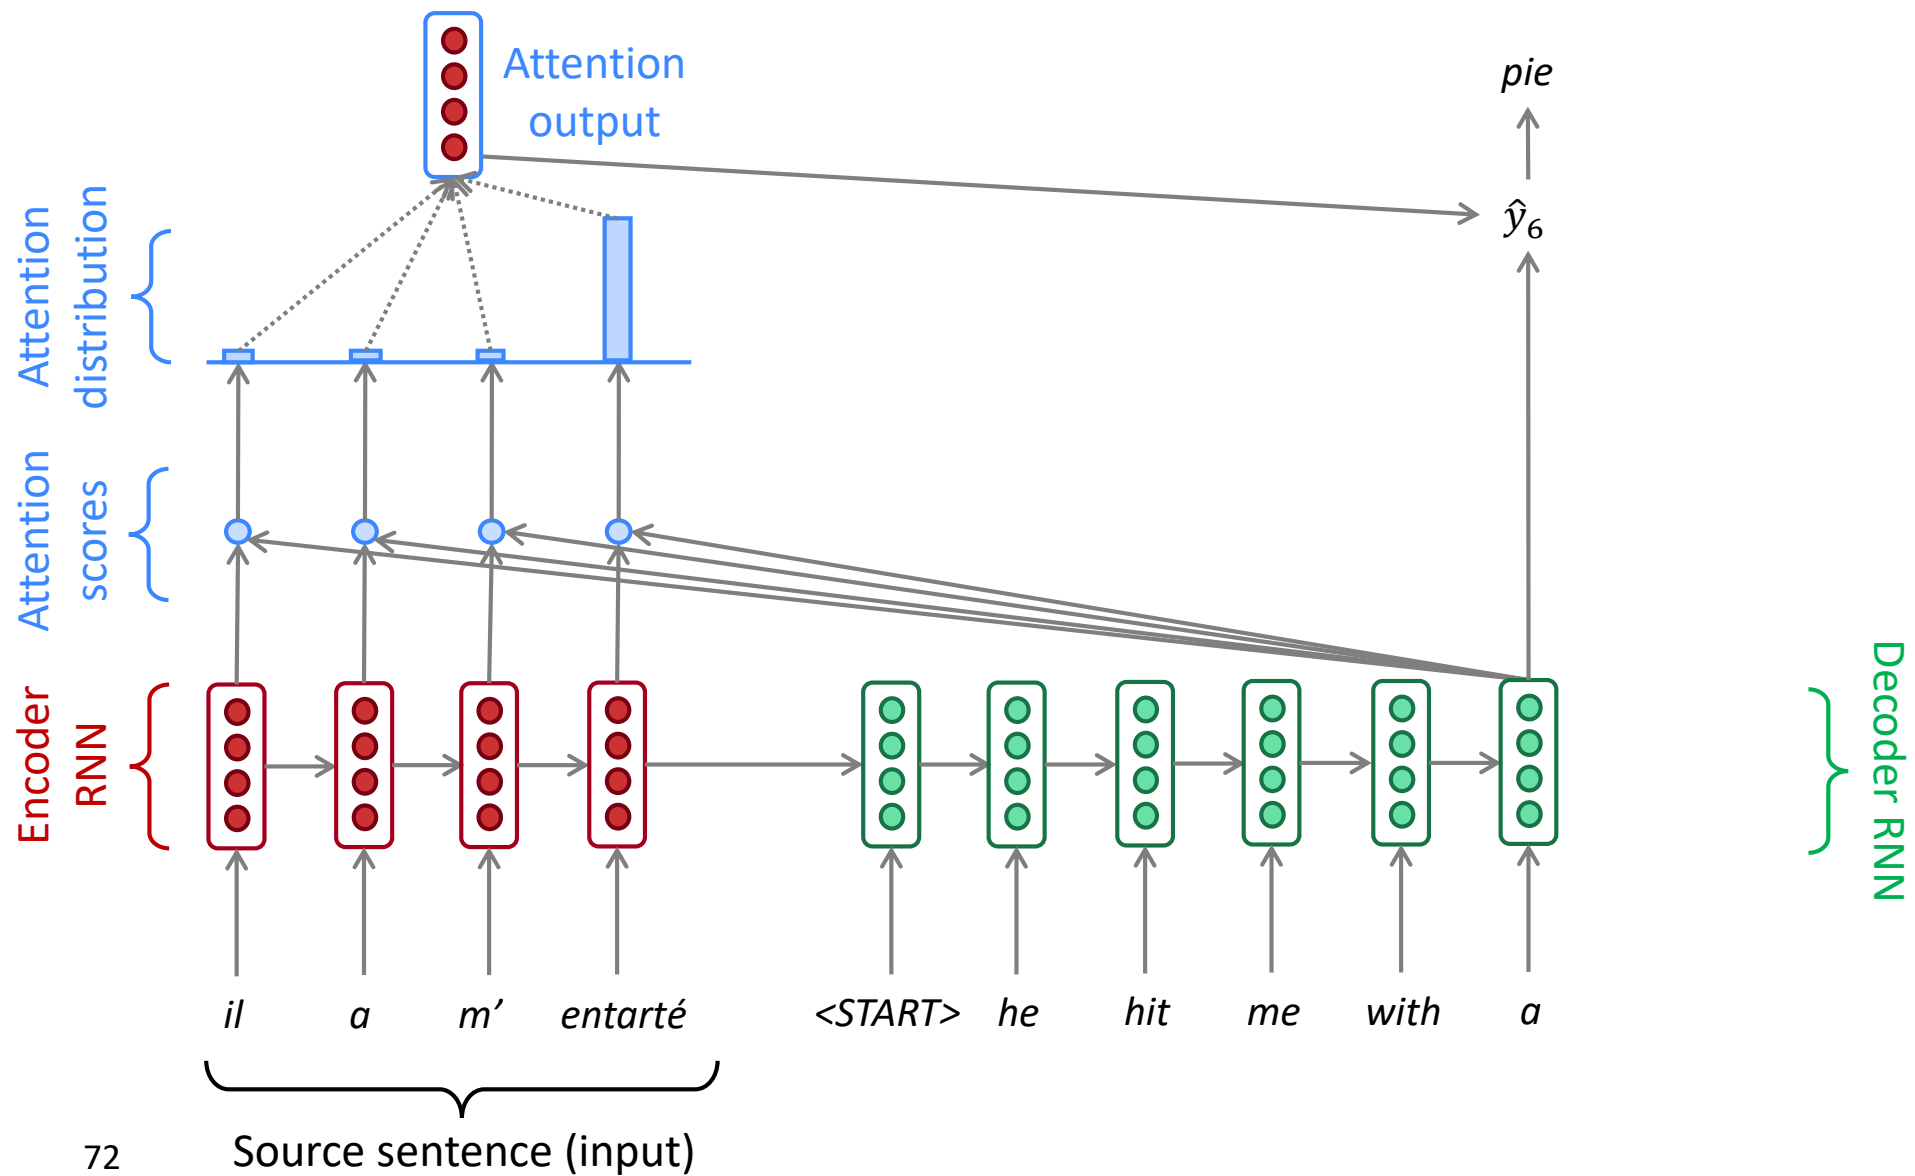 Attention
output
pie
Attention
distribution
ŷ₆
Attention
scores
Encoder
RNN
Decoder RNN
il a m’ entarté <START> he hit me with a
Source sentence (input)
72